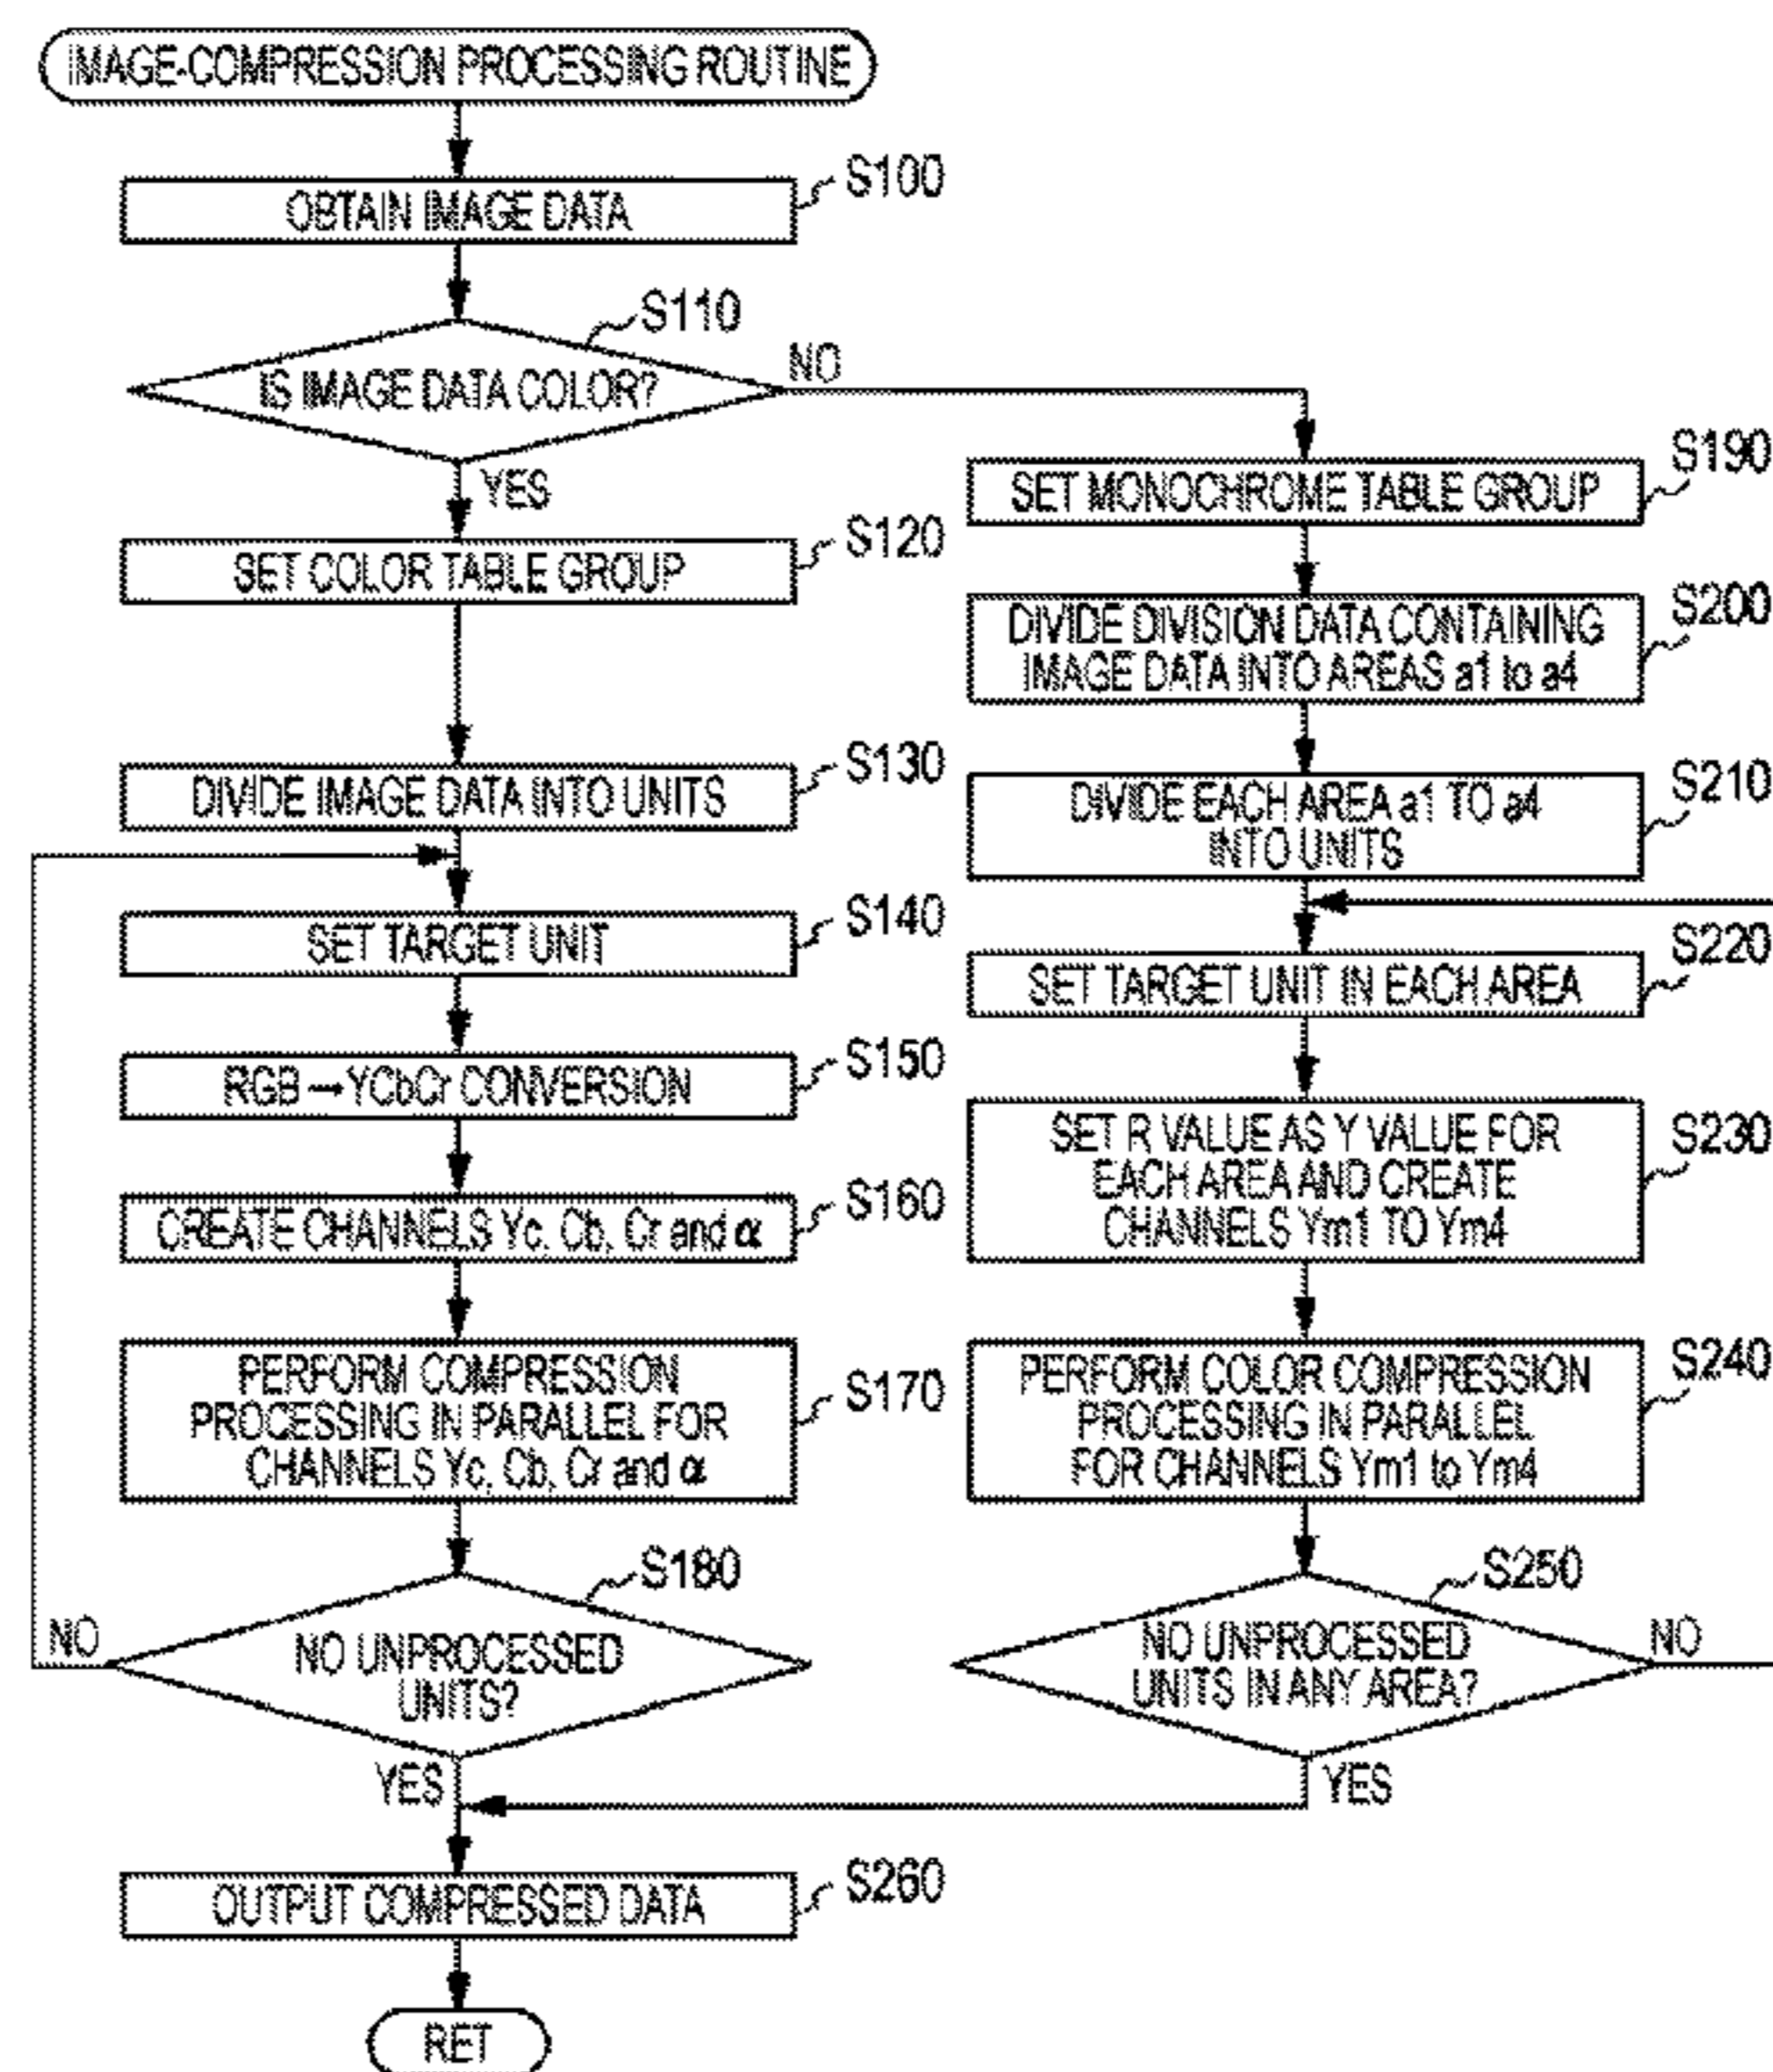 IMAGE-COMPRESSION PROCESSING ROUTINE
OBTAIN IMAGE DATA
S100
S110
IS IMAGE DATA COLOR?
NO
YES
SET COLOR TABLE GROUP
S120
DIVIDE IMAGE DATA INTO UNITS
S130
SET TARGET UNIT
S140
RGB→YCbCr CONVERSION
S150
CREATE CHANNELS Yc, Cb, Cr and α
S160
PERFORM COMPRESSION
PROCESSING IN PARALLEL FOR
CHANNELS Yc, Cb, Cr and α
S170
S180
NO UNPROCESSED
UNITS?
NO
YES
SET MONOCHROME TABLE GROUP
S190
DIVIDE DIVISION DATA CONTAINING
IMAGE DATA INTO AREAS a1 to a4
S200
DIVIDE EACH AREA a1 TO a4
INTO UNITS
S210
SET TARGET UNIT IN EACH AREA
S220
SET R VALUE AS Y VALUE FOR
EACH AREA AND CREATE
CHANNELS Ym1 TO Ym4
S230
PERFORM COLOR COMPRESSION
PROCESSING IN PARALLEL
FOR CHANNELS Ym1 to Ym4
S240
S250
NO UNPROCESSED
UNITS IN ANY AREA?
NO
YES
OUTPUT COMPRESSED DATA
S260
RET